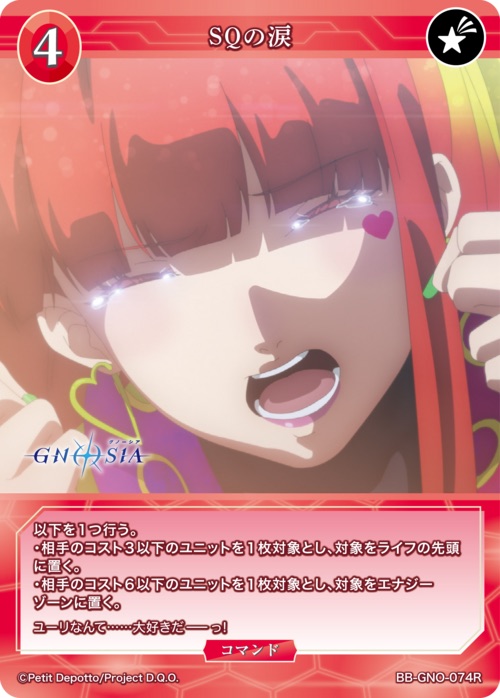 4
SQの涙
GNOSIA
グノーシア
以下を1つ行う。
・相手のコスト3以下のユニットを1枚対象とし、対象をライフの先頭
に置く。
・相手のコスト6以下のユニットを1枚対象とし、対象をエナジー
ゾーンに置く。
ユーリなんて……大好きだーーっ!
コマンド
©Petit Depotto/Project D.Q.O.
BB-GNO-074R